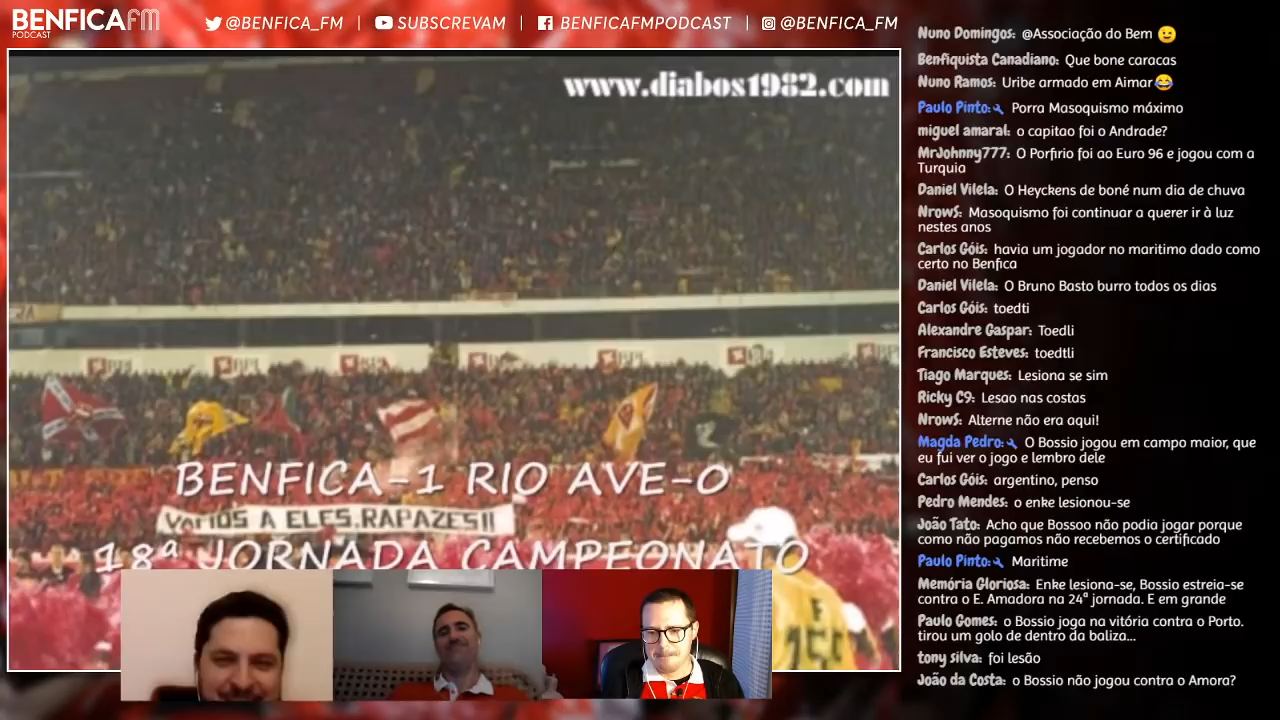 BENFICA FM
PODCAST
@BENFICA_FM | SUBSCREVAM | BENFICAFMPODCAST | @BENFICA_FM
www.diabos1982.com
BPI
BENFICA-1 RIO AVE-0
VAMOS A ELES, RAPAZES!!
18ª JORNADA CAMPEONATO
Nuno Domingos: @Associação do Bem 😉
Benfiquista Canadiano: Que bone caracas
Nuno Ramos: Uribe armado em Aimar😂
Paulo Pinto: Porra Masoquismo máximo
miguel amaral: o capitao foi o Andrade?
MrJohnny777: O Porfirio foi ao Euro 96 e jogou com a
Turquia
Daniel Vilela: O Heyckens de boné num dia de chuva
NrowS: Masoquismo foi continuar a querer ir à luz
nestes anos
Carlos Góis: havia um jogador no maritimo dado como
certo no Benfica
Daniel Vilela: O Bruno Basto burro todos os dias
Carlos Góis: toedti
Alexandre Gaspar: Toedli
Francisco Esteves: toedtli
Tiago Marques: Lesiona se sim
Ricky C9: Lesao nas costas
NrowS: Alterne não era aqui!
Magda Pedro: O Bossio jogou em campo maior, que
eu fui ver o jogo e lembro dele
Carlos Góis: argentino, penso
Pedro Mendes: o enke lesionou-se
João Tato: Acho que Bossoo não podia jogar porque
como não pagamos não recebemos o certificado
Paulo Pinto: Maritime
Memória Gloriosa: Enke lesiona-se, Bossio estreia-se
contra o E. Amadora na 24ª jornada. E em grande
Paulo Gomes: o Bossio joga na vitória contra o Porto.
tirou um golo de dentro da baliza...
tony silva: foi lesão
João da Costa: o Bossio não jogou contra o Amora?